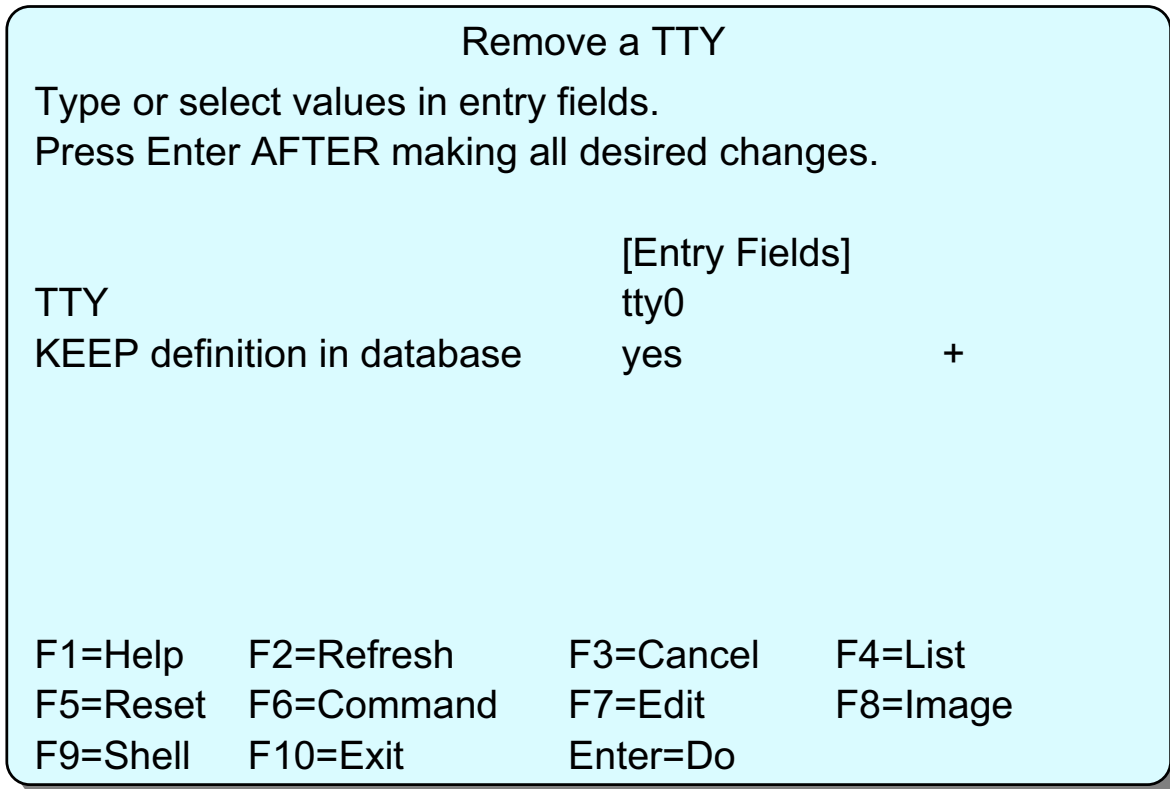 Remove a TTY
Type or select values in entry fields.
Press Enter AFTER making all desired changes.
[Entry Fields]
TTY tty0
KEEP definition in database yes +
F1=Help F2=Refresh F3=Cancel F4=List
F5=Reset F6=Command F7=Edit F8=Image
F9=Shell F10=Exit Enter=Do